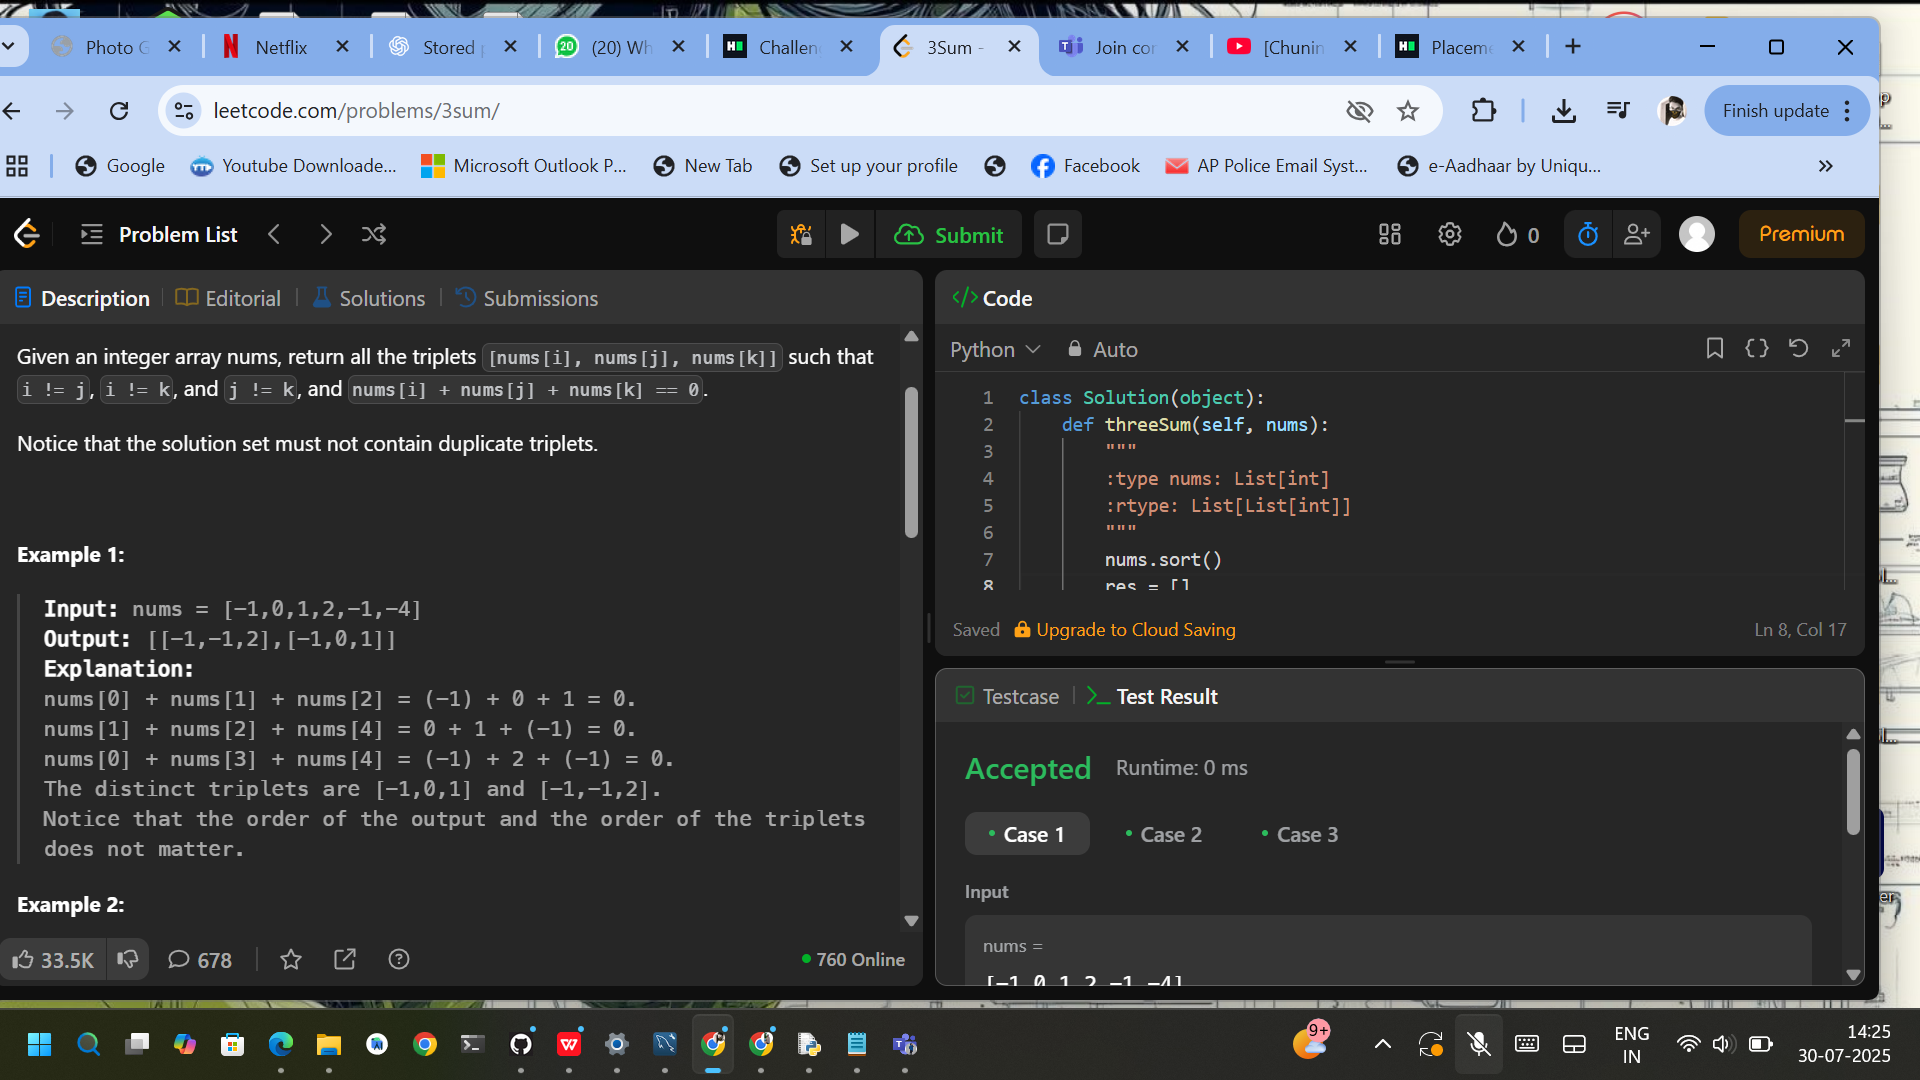 Photo G
Netflix
Stored p
(20) Wh
Challen
3Sum -
Join con
[Chunin
Placeme
leetcode.com/problems/3sum/
Finish update
Google
Youtube Downloade...
Microsoft Outlook P...
New Tab
Set up your profile
Facebook
AP Police Email Syst...
e-Aadhaar by Uniqu...
Problem List
Submit
0
Premium
Description
Editorial
Solutions
Submissions
Given an integer array nums, return all the triplets [nums[i], nums[j], nums[k]] such that
i != j, i != k, and j != k, and nums[i] + nums[j] + nums[k] == 0.
Notice that the solution set must not contain duplicate triplets.
Example 1:
Input: nums = [-1,0,1,2,-1,-4]
Output: [[-1,-1,2],[-1,0,1]]
Explanation:
nums[0] + nums[1] + nums[2] = (-1) + 0 + 1 = 0.
nums[1] + nums[2] + nums[4] = 0 + 1 + (-1) = 0.
nums[0] + nums[3] + nums[4] = (-1) + 2 + (-1) = 0.
The distinct triplets are [-1,0,1] and [-1,-1,2].
Notice that the order of the output and the order of the triplets
does not matter.
Example 2:
33.5K
678
760 Online
</> Code
Python
Auto
1 class Solution(object):
2 def threeSum(self, nums):
3 """
4 :type nums: List[int]
5 :rtype: List[List[int]]
6 """
7 nums.sort()
8 res = []
Saved
Upgrade to Cloud Saving
Ln 8, Col 17
Testcase
>_ Test Result
Accepted
Runtime: 0 ms
Case 1
Case 2
Case 3
Input
nums =
[-1,0,1,2,-1,-4]
9+
ENG
IN
14:25
30-07-2025